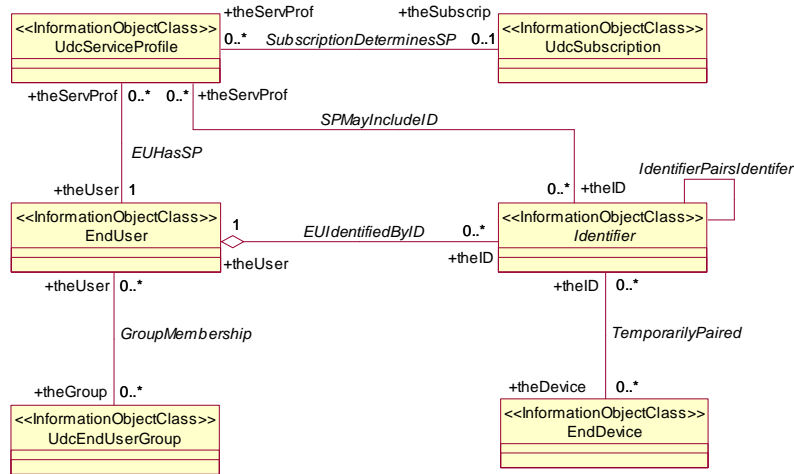 +theServProf +theSubscrip
<<InformationObjectClass>>
UdcServiceProfile
0..* SubscriptionDeterminesSP 0..1
<<InformationObjectClass>>
UdcSubscription
+theServProf 0..* 0..* +theServProf
SPMayIncludeID
EUHasSP
IdentifierPairsIdentifer
+theUser 1
0..* +theID
<<InformationObjectClass>>
EndUser
1 EUIdentifiedByID 0..*
+theUser +theID
<<InformationObjectClass>>
Identifier
+theUser 0..*
+theID 0..*
GroupMembership
TemporarilyPaired
+theGroup 0..*
+theDevice 0..*
<<InformationObjectClass>>
UdcEndUserGroup
<<InformationObjectClass>>
EndDevice